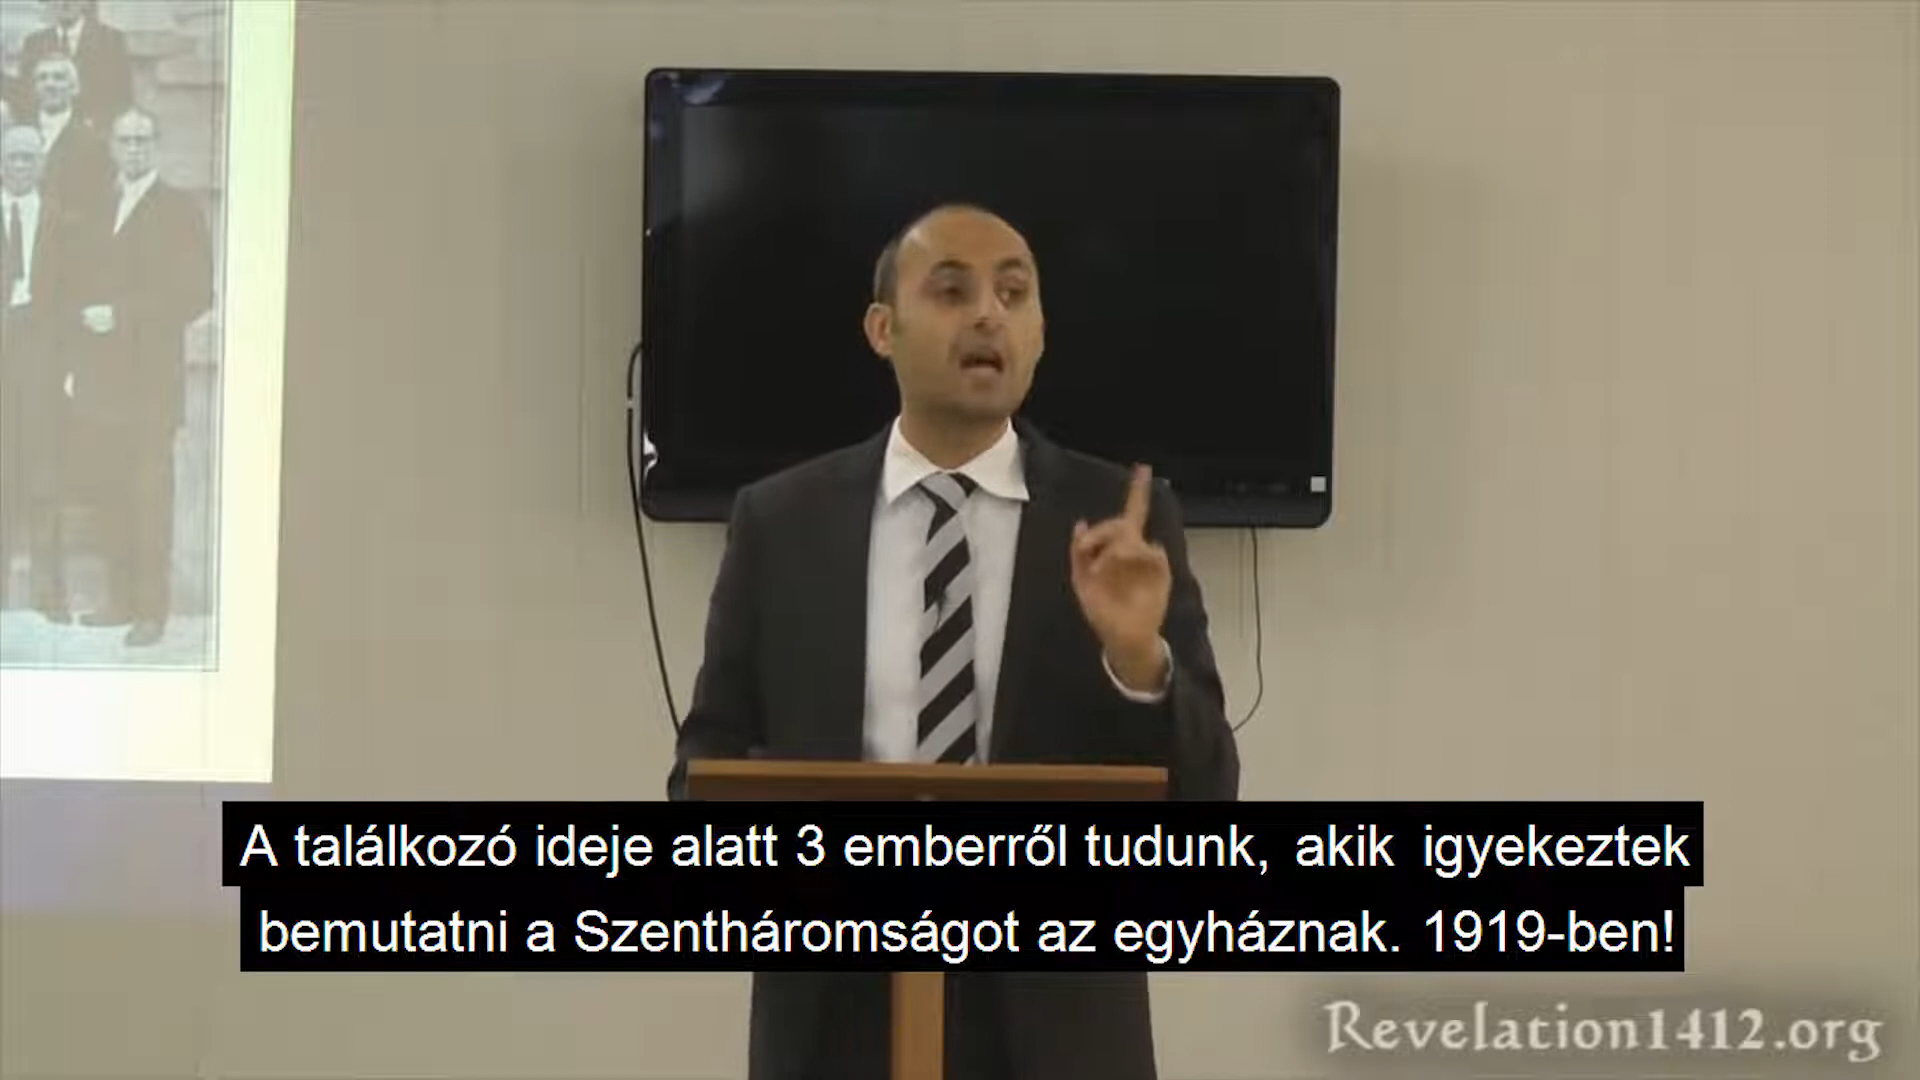 A találkozó ideje alatt 3 emberről tudunk, akik igyekeztek
bemutatni a Szentháromságot az egyháznak. 1919-ben!
Revelation1412.org